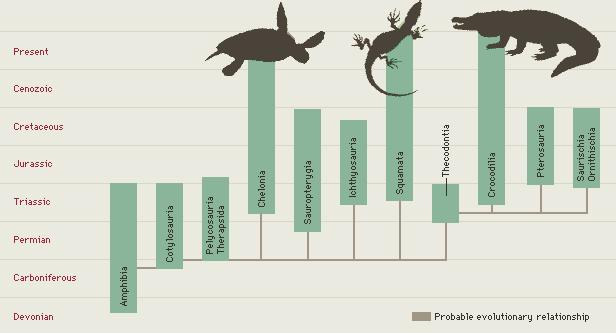 Present
Cenozoic
Cretaceous
Jurassic
Triassic
Permian
Carboniferous
Devonian
Amphibia
Cotylosauria
Pelycosauria
Therapsida
Chelonia
Sauropterygia
Ichthyosauria
Squamata
Thecodontia
Crocodilia
Pterosauria
Saurischia
Ornithischia
Probable evolutionary relationship